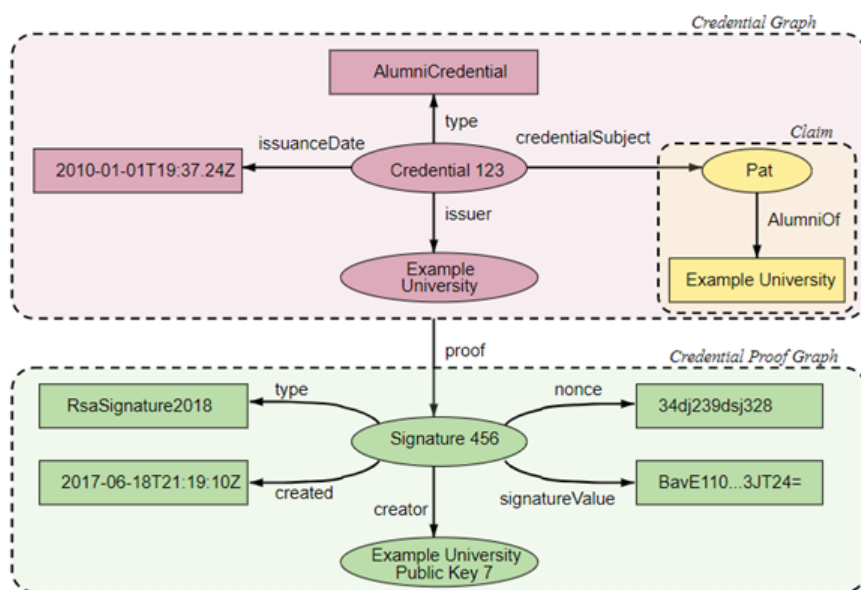 Credential Graph
AlumniCredential
type
issuanceDate
credentialSubject
Claim
2010-01-01T19:37.24Z
Credential 123
Pat
issuer
AlumniOf
Example
University
Example University
proof
Credential Proof Graph
type
nonce
RsaSignature2018
34dj239dsj328
Signature 456
2017-06-18T21:19:10Z
created
signatureValue
BavE110...3JT24=
creator
Example University
Public Key 7